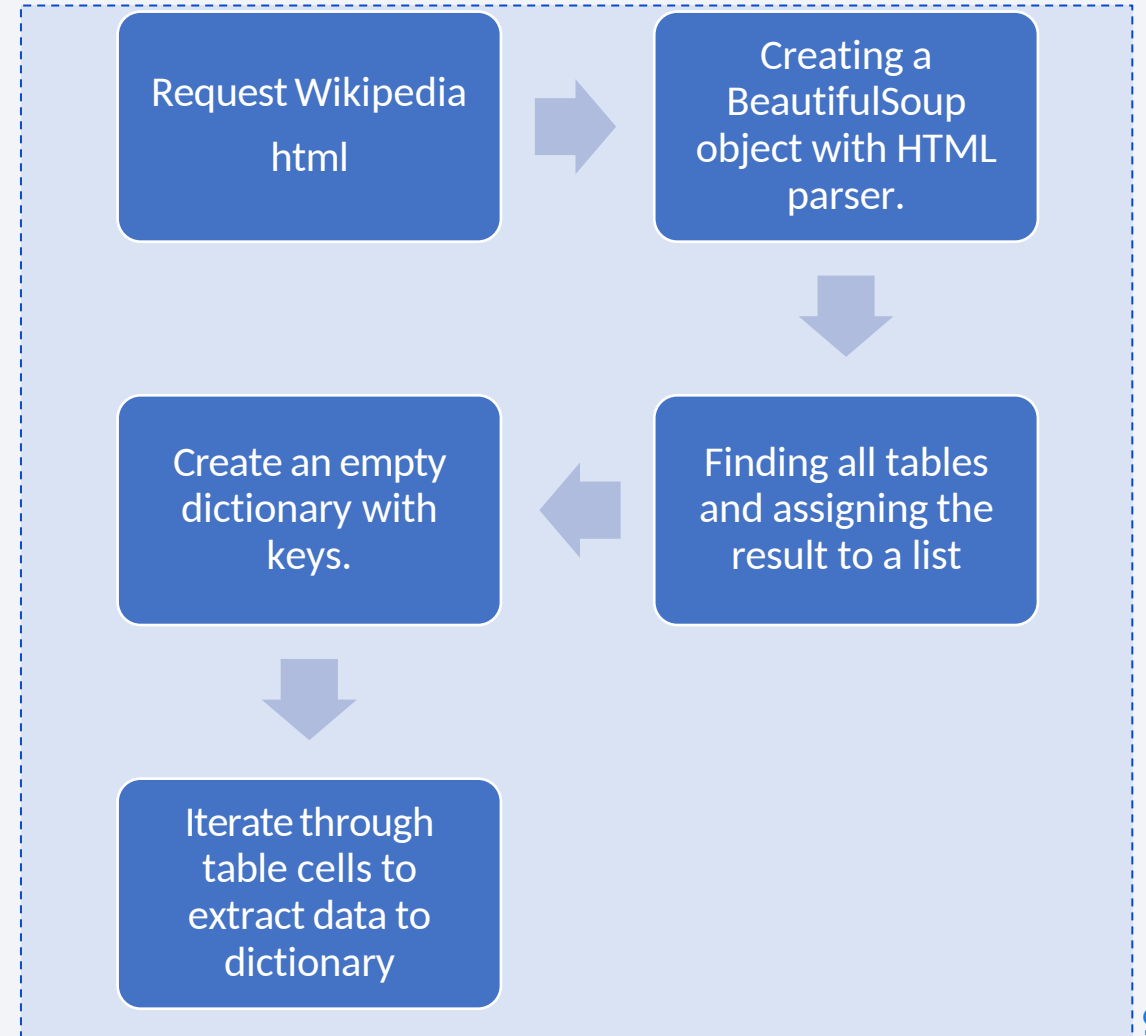 Request Wikipedia
html
Creating a
BeautifulSoup
object with HTML
parser.
Finding all tables
and assigning the
result to a list
Create an empty
dictionary with
keys.
Iterate through
table cells to
extract data to
dictionary